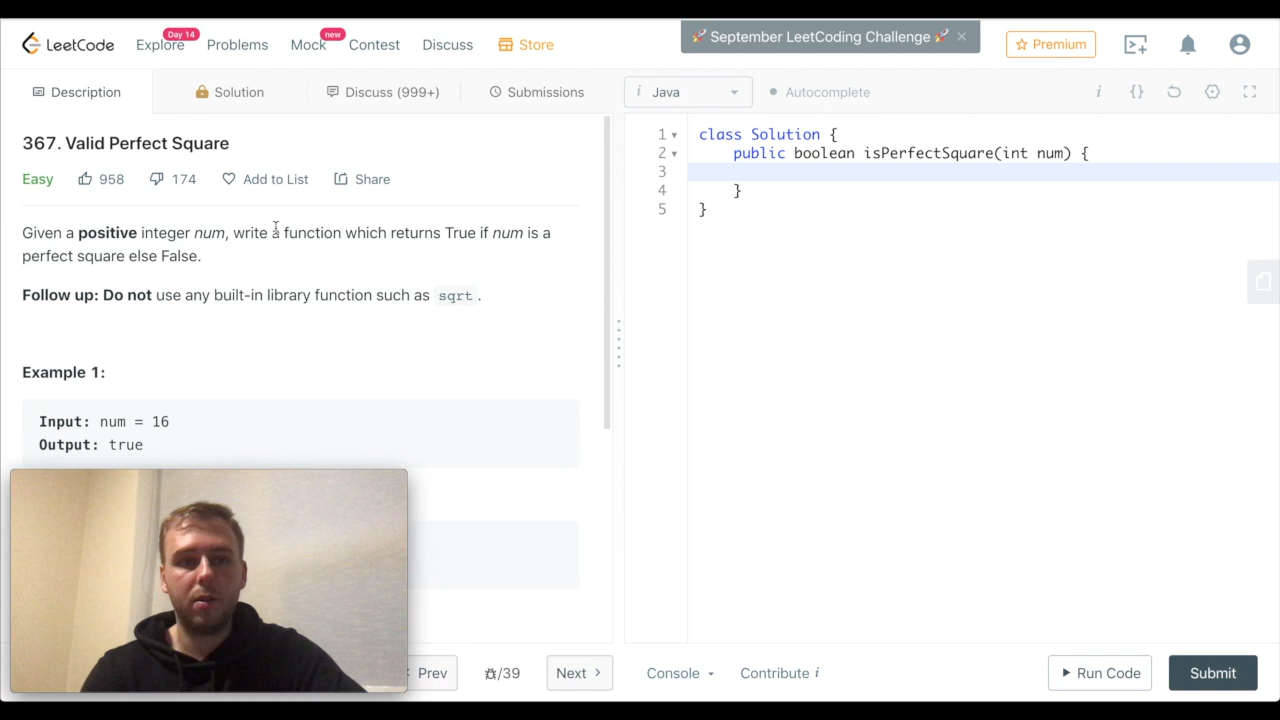 LeetCode
Explore
Day 14
Problems
Mock
new
Contest
Discuss
Store
🚀 September LeetCoding Challenge 🚀 ×
Premium
Description
Solution
Discuss (999+)
Submissions
i Java
Autocomplete
i {}
367. Valid Perfect Square
Easy 958 174 Add to List Share
Given a positive integer num, write a function which returns True if num is a
perfect square else False.
Follow up: Do not use any built-in library function such as sqrt.
Example 1:
Input: num = 16
Output: true
1 class Solution {
2 public boolean isPerfectSquare(int num) {
3
4 }
5 }
Prev
/39
Next >
Console
Contribute i
Run Code
Submit